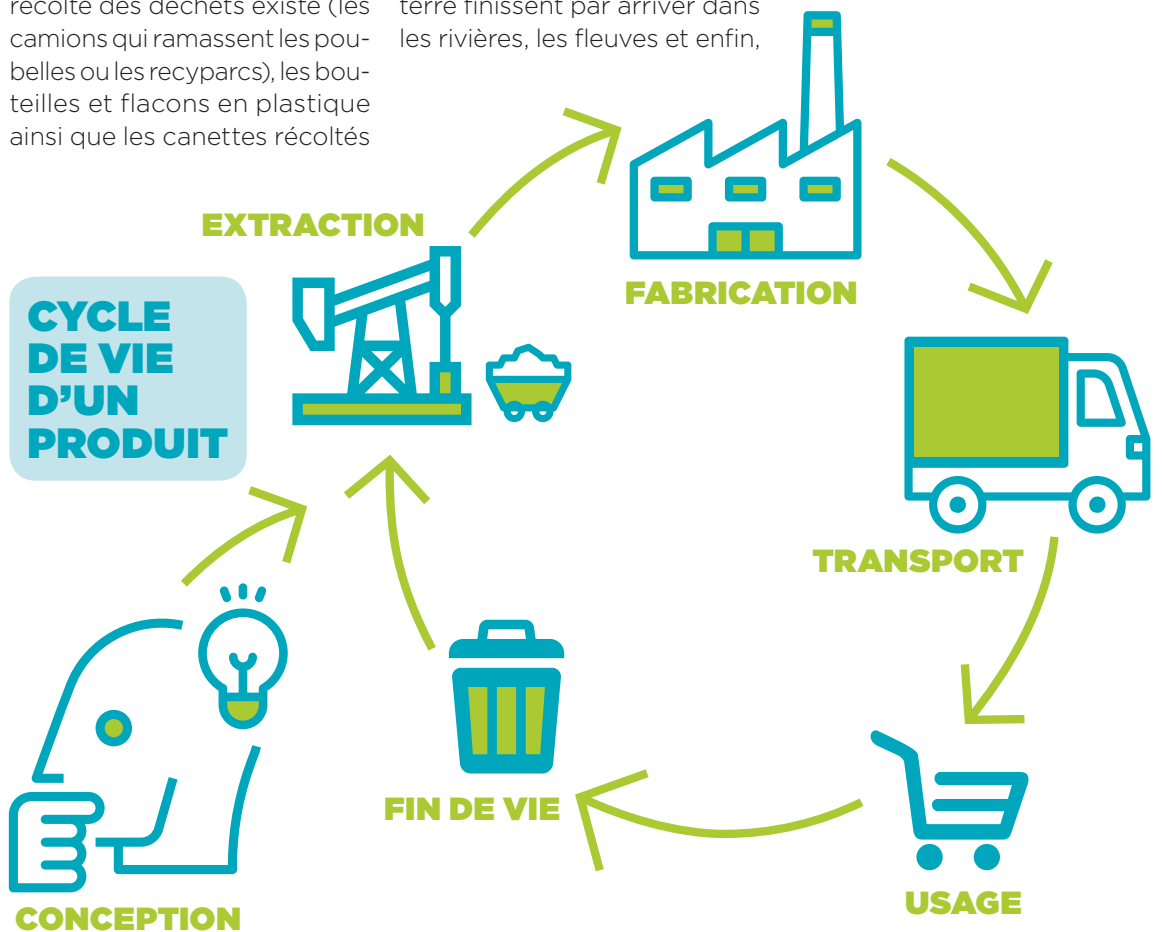 récolte des déchets existe (les
camions qui ramassent les pou-
belles ou les recyparcs), les bou-
teilles et flacons en plastique
ainsi que les canettes récoltés
terre finissent par arriver dans
les rivières, les fleuves et enfin,
CYCLE
DE VIE
D’UN
PRODUIT
EXTRACTION
FABRICATION
TRANSPORT
USAGE
FIN DE VIE
CONCEPTION